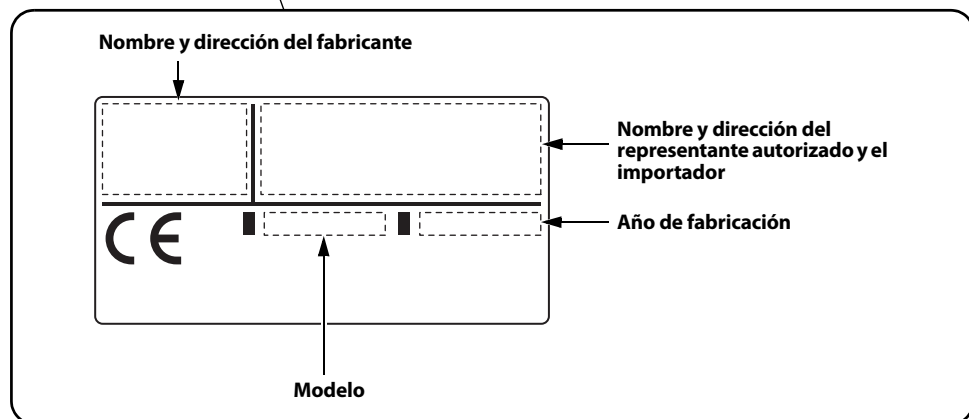 Nombre y dirección del fabricante
Nombre y dirección del
representante autorizado y el
importador
CE
Año de fabricación
Modelo